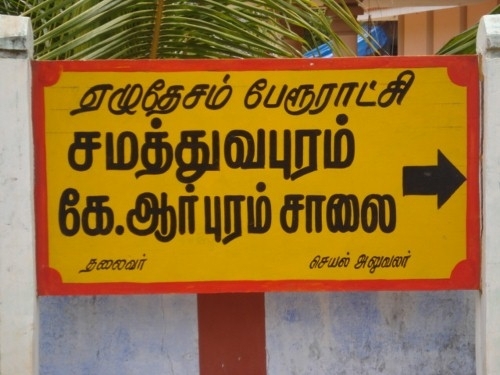 ஏழுதேசம் பேரூராட்சி
சமத்துவபுரம்
கே.ஆர்புரம் சாலை
தலைவர் செயல் அலுவலர்